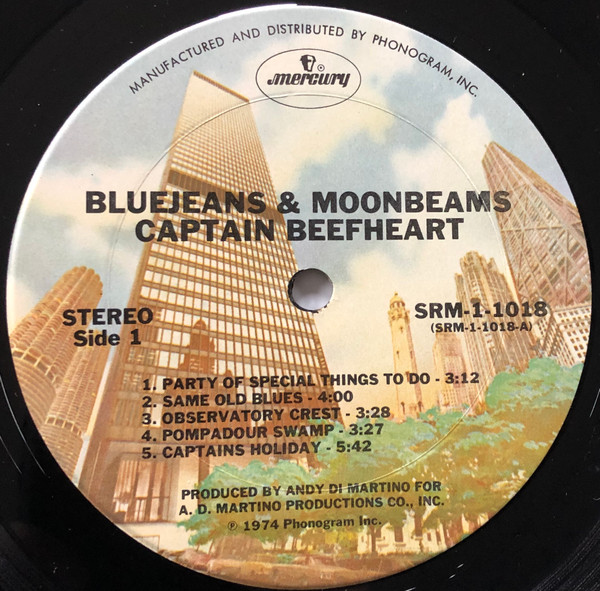 MANUFACTURED AND DISTRIBUTED BY PHONOGRAM, INC.
mercury
BLUEJEANS & MOONBEAMS
CAPTAIN BEEFHEART
STEREO
Side 1
SRM-1-1018
(SRM-1-1018-A)
1. PARTY OF SPECIAL THINGS TO DO - 3:12
2. SAME OLD BLUES - 4:00
3. OBSERVATORY CREST - 3:28
4. POMPADOUR SWAMP - 3:27
5. CAPTAINS HOLIDAY - 5:42
PRODUCED BY ANDY DI MARTINO FOR
A. D. MARTINO PRODUCTIONS CO., INC.
℗ 1974 Phonogram Inc.